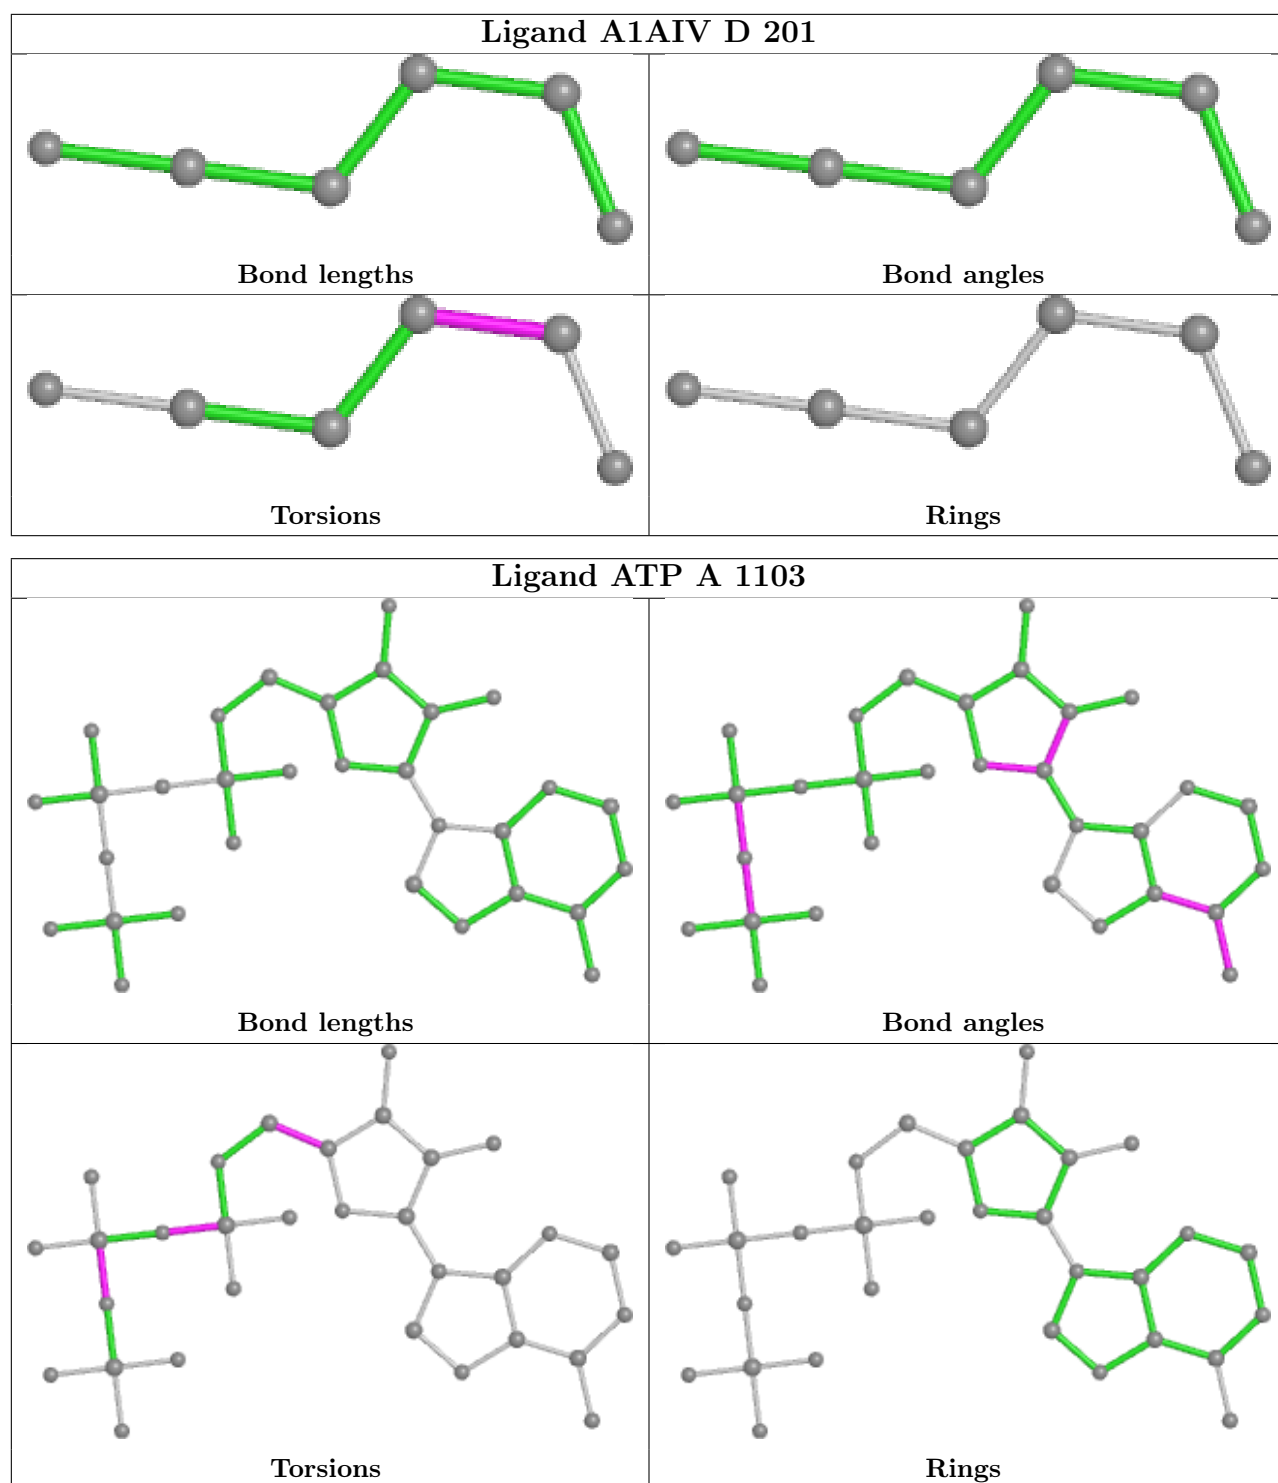 Ligand A1AIV D 201
Bond lengths
Bond angles
Torsions
Rings
Ligand ATP A 1103
Bond lengths
Bond angles
Torsions
Rings